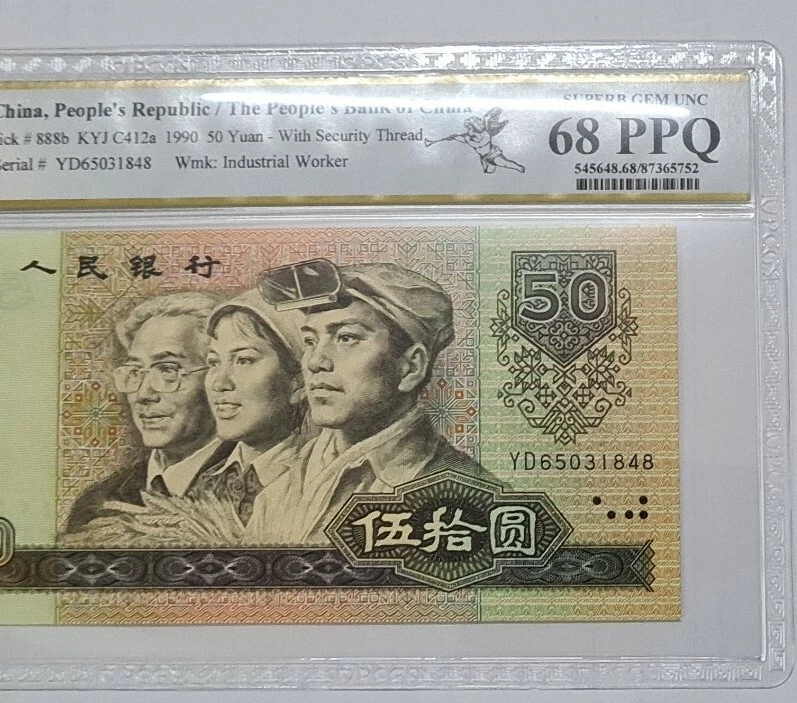 China, People's Republic / The People's Bank of China
ick # 888b KYJ C412a 1990 50 Yuan - With Security Thread
erial # YD65031848 Wmk: Industrial Worker
SUPERB GEM UNC
68 PPQ
545648.68/87365752
人民银行
50
YD65031848
伍拾圆
0